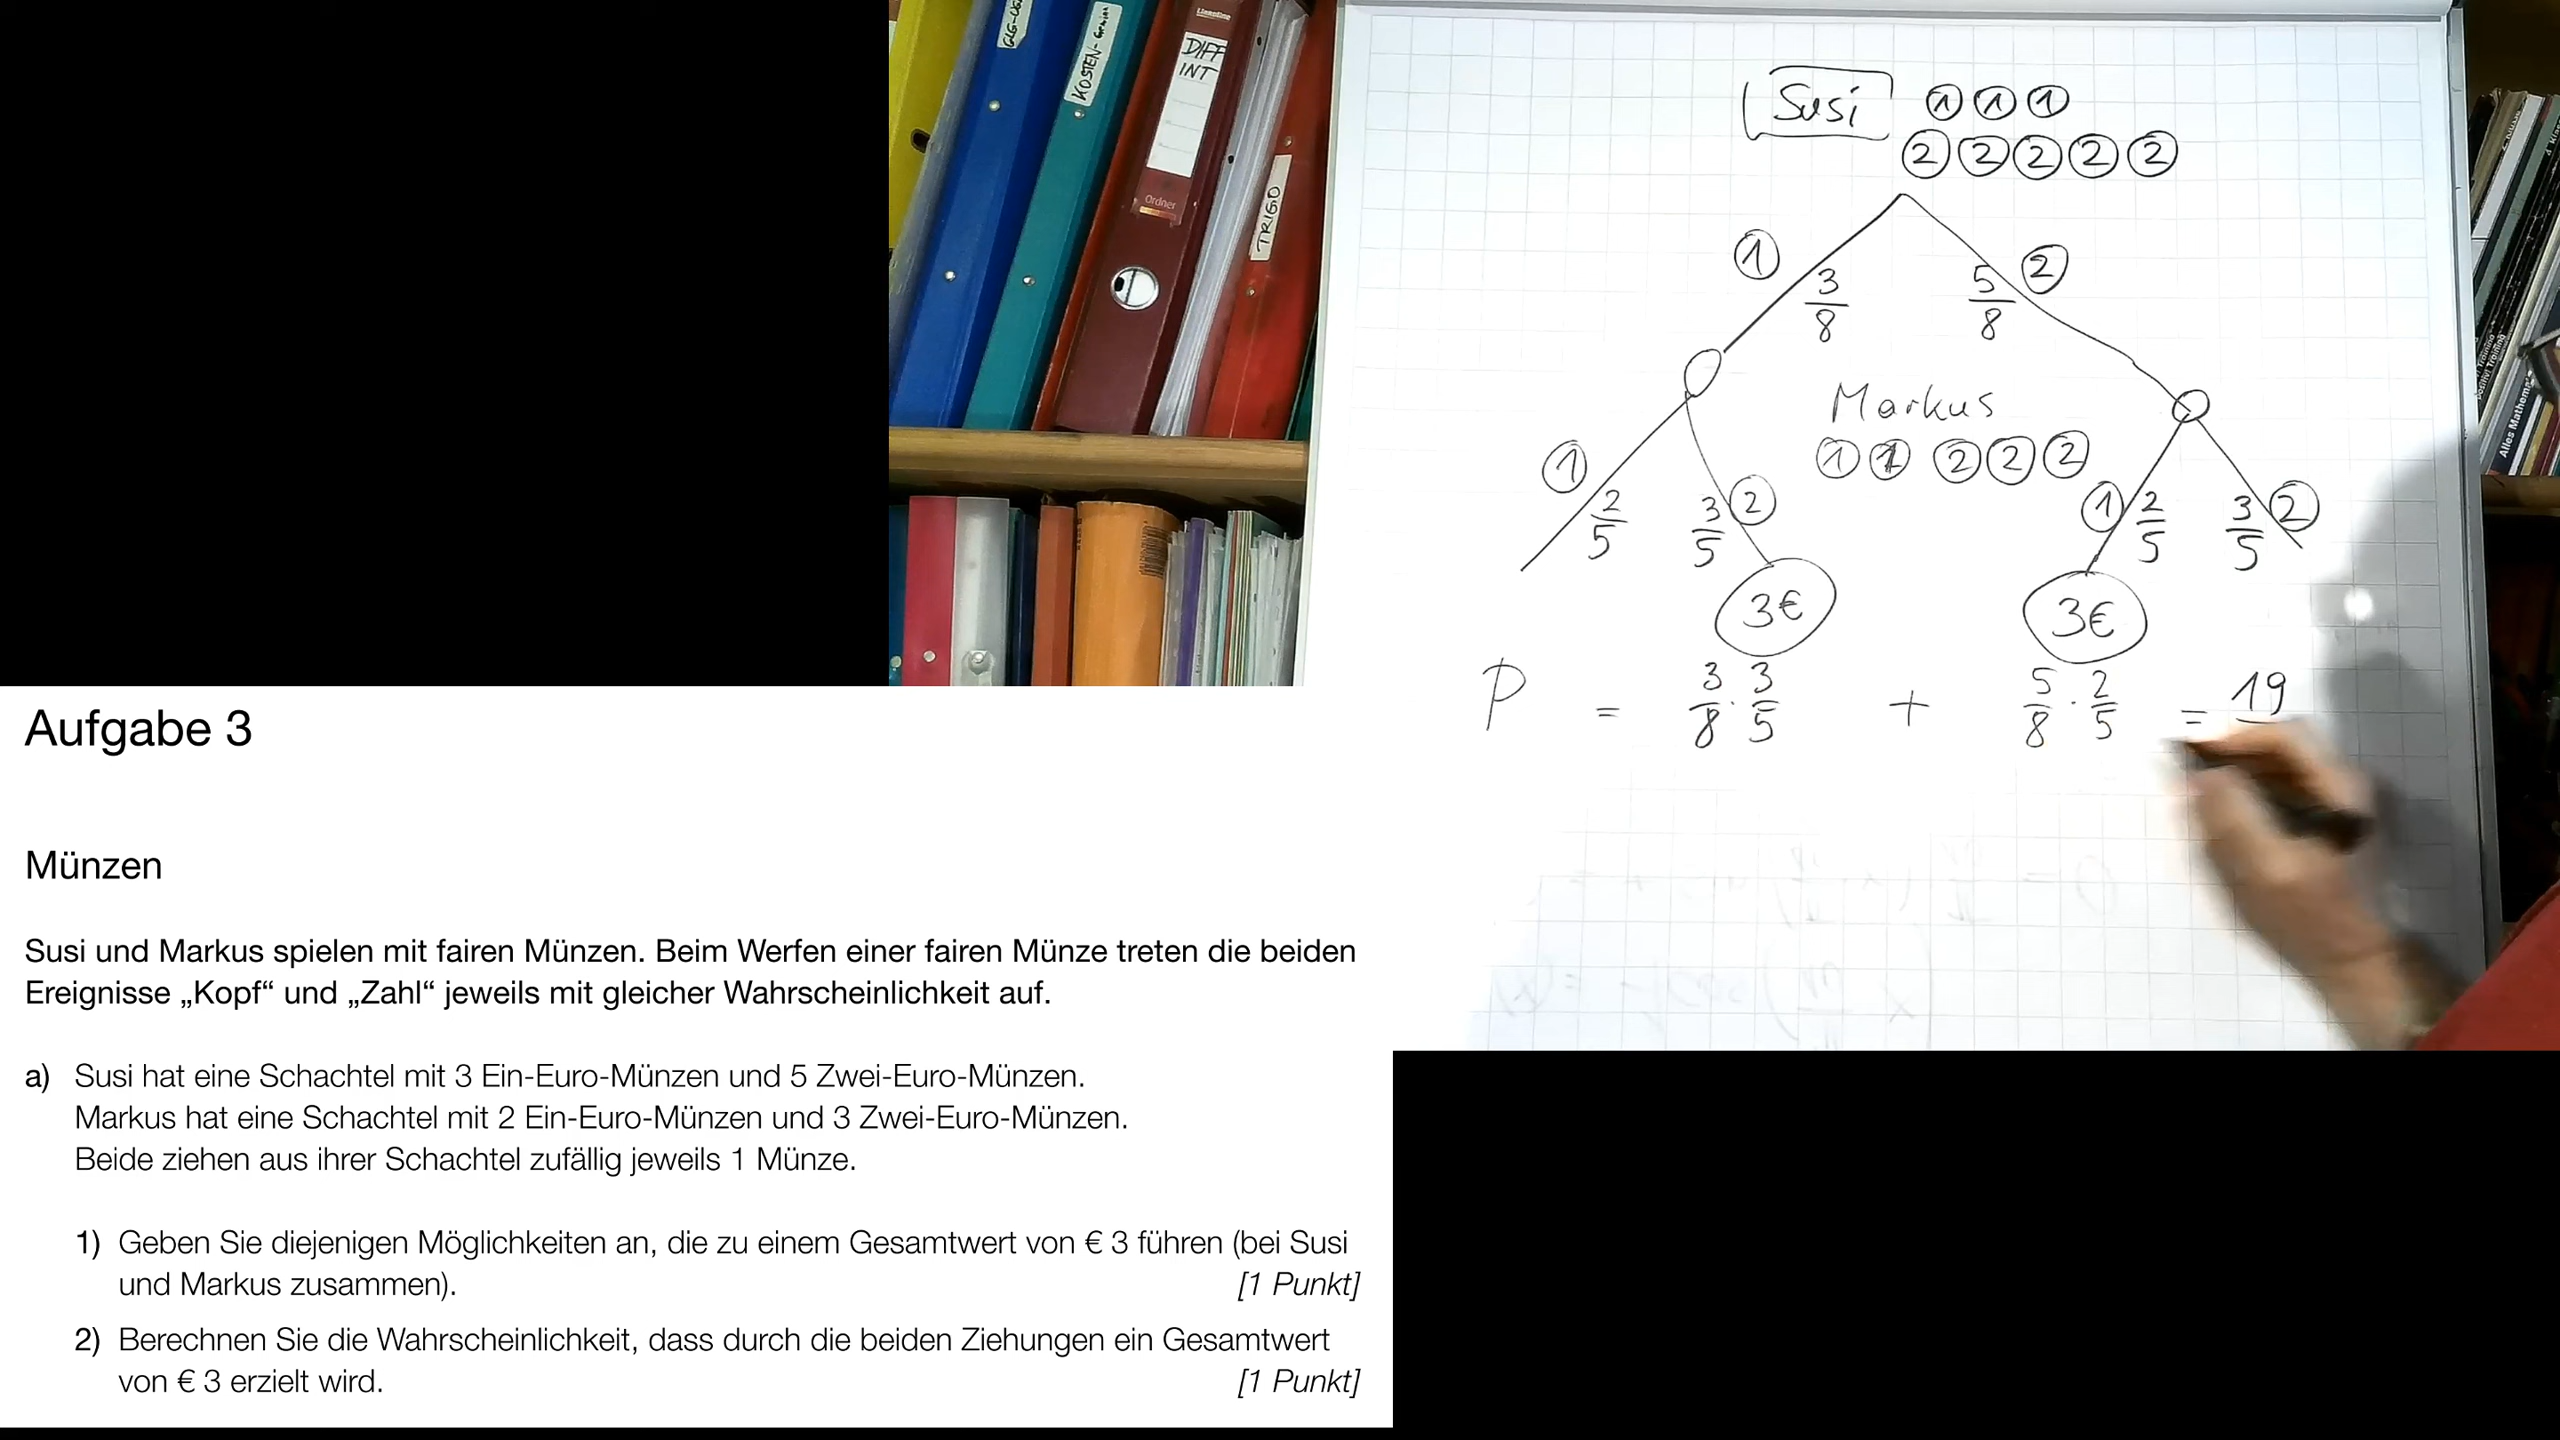 GLG-UGL
KOSTEN-
DIFF
INT
Ordner
TRIGO
Alles Mathema
Susi ① ① ①
② ② ② ② ②
① 3/8 5/8 ②
Markus
① ① ② ② ②
① 2/5 3/5 ② ① 2/5 3/5 ②
3€ 3€
P = 3/8 · 3/5 + 5/8 · 2/5 = 19
Aufgabe 3
Münzen
Susi und Markus spielen mit fairen Münzen. Beim Werfen einer fairen Münze treten die beiden
Ereignisse „Kopf“ und „Zahl“ jeweils mit gleicher Wahrscheinlichkeit auf.
a) Susi hat eine Schachtel mit 3 Ein-Euro-Münzen und 5 Zwei-Euro-Münzen.
Markus hat eine Schachtel mit 2 Ein-Euro-Münzen und 3 Zwei-Euro-Münzen.
Beide ziehen aus ihrer Schachtel zufällig jeweils 1 Münze.
1) Geben Sie diejenigen Möglichkeiten an, die zu einem Gesamtwert von € 3 führen (bei Susi
und Markus zusammen). [1 Punkt]
2) Berechnen Sie die Wahrscheinlichkeit, dass durch die beiden Ziehungen ein Gesamtwert
von € 3 erzielt wird. [1 Punkt]